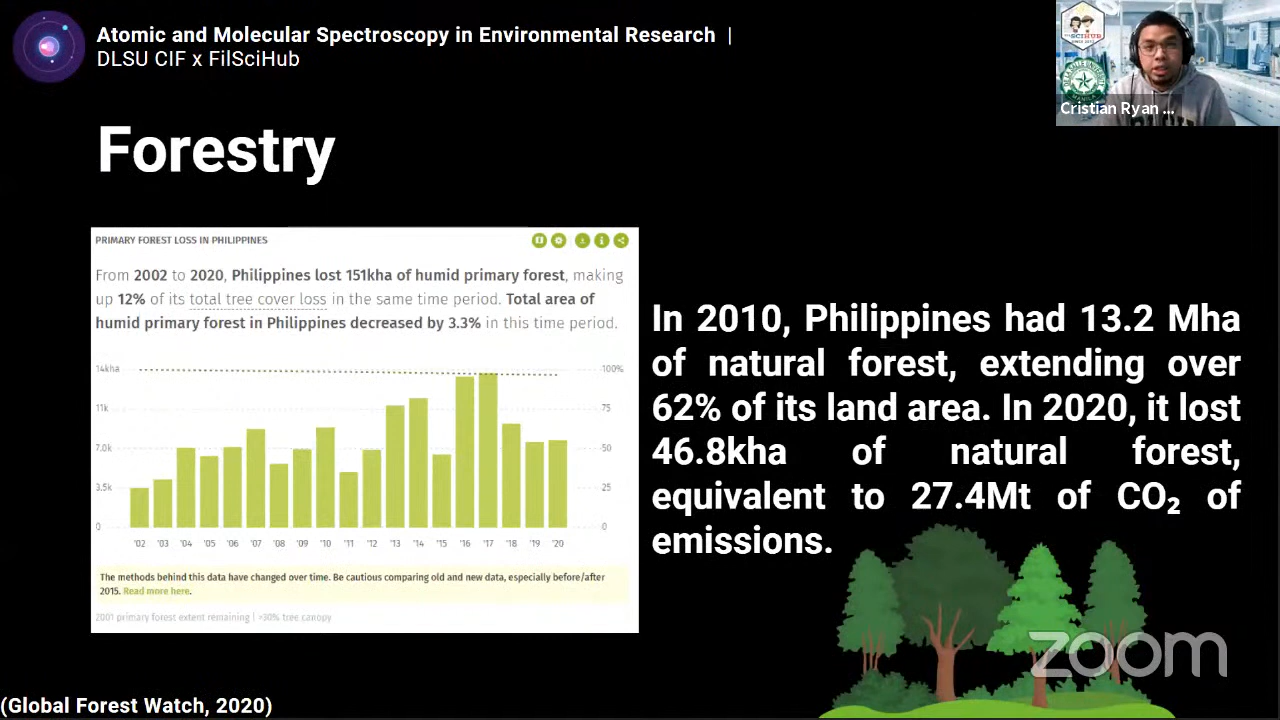 Atomic and Molecular Spectroscopy in Environmental Research |
DLSU CIF x FilSciHub
SCIHUB
Cristian Ryan ...
Forestry
PRIMARY FOREST LOSS IN PHILIPPINES
From 2002 to 2020, Philippines lost 151kha of humid primary forest, making
up 12% of its total tree cover loss in the same time period. Total area of
humid primary forest in Philippines decreased by 3.3% in this time period.
14kha 100%
11k 75
7.0k 50
3.5k 25
0 0
'02 '03 '04 '05 '06 '07 '08 '09 '10 '11 '12 '13 '14 '15 '16 '17 '18 '19 '20
The methods behind this data have changed over time. Be cautious comparing old and new data, especially before/after
2015. Read more here.
2001 primary forest extent remaining | >30% tree canopy
In 2010, Philippines had 13.2 Mha
of natural forest, extending over
62% of its land area. In 2020, it lost
46.8kha of natural forest,
equivalent to 27.4Mt of CO₂ of
emissions.
zoom
(Global Forest Watch, 2020)